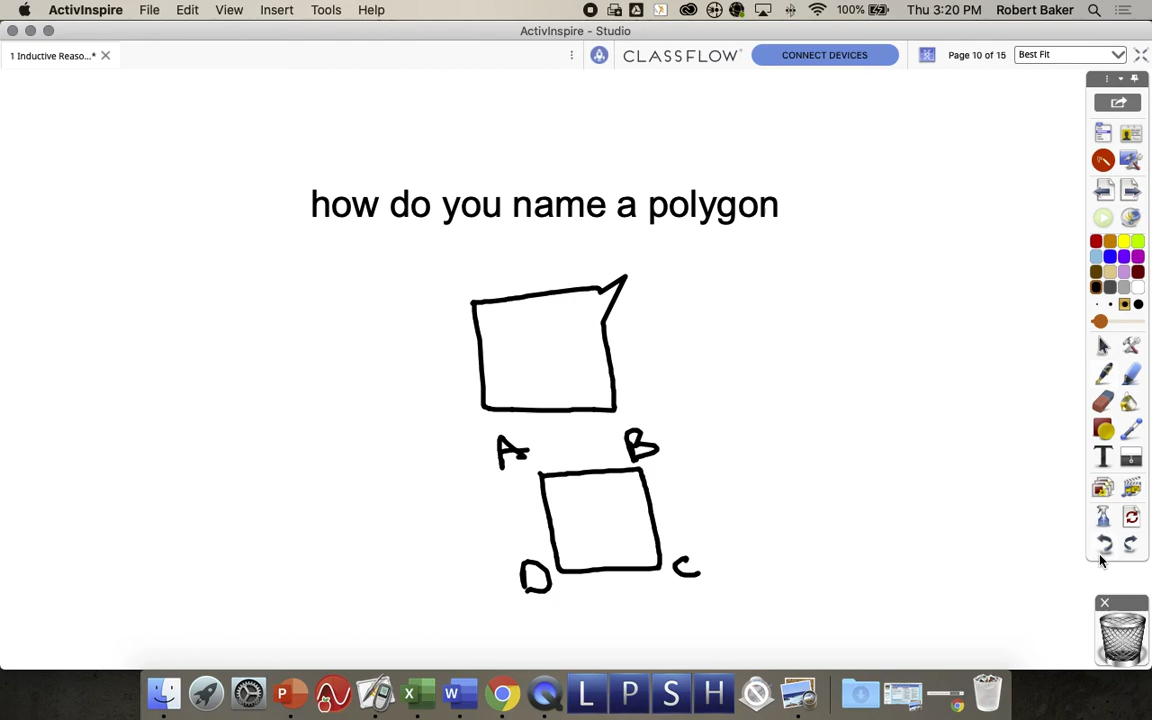 ActivInspire File Edit View Insert Tools Help 100% Thu 3:20 PM Robert Baker
ActivInspire - Studio
1 Inductive Reaso...* CLASSFLOW CONNECT DEVICES Page 10 of 15 Best Fit
how do you name a polygon
A B
D C
T
X
L P S H